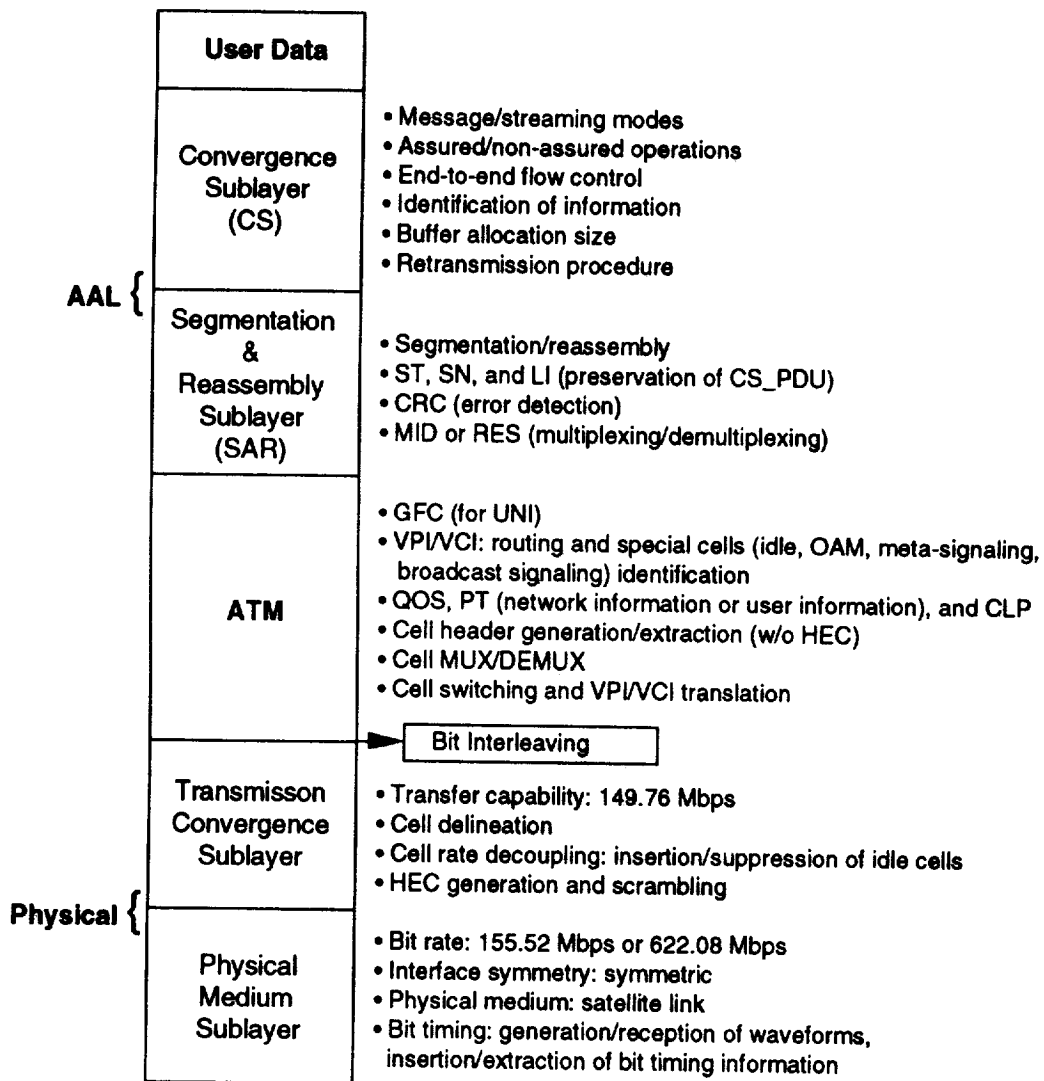 User Data
Convergence
Sublayer
(CS)
• Message/streaming modes
• Assured/non-assured operations
• End-to-end flow control
• Identification of information
• Buffer allocation size
• Retransmission procedure
AAL {
Segmentation
&
Reassembly
Sublayer
(SAR)
• Segmentation/reassembly
• ST, SN, and LI (preservation of CS_PDU)
• CRC (error detection)
• MID or RES (multiplexing/demultiplexing)
ATM
• GFC (for UNI)
• VPI/VCI: routing and special cells (idle, OAM, meta-signaling,
broadcast signaling) identification
• QOS, PT (network information or user information), and CLP
• Cell header generation/extraction (w/o HEC)
• Cell MUX/DEMUX
• Cell switching and VPI/VCI translation
Bit Interleaving
Transmisson
Convergence
Sublayer
• Transfer capability: 149.76 Mbps
• Cell delineation
• Cell rate decoupling: insertion/suppression of idle cells
• HEC generation and scrambling
Physical {
Physical
Medium
Sublayer
• Bit rate: 155.52 Mbps or 622.08 Mbps
• Interface symmetry: symmetric
• Physical medium: satellite link
• Bit timing: generation/reception of waveforms,
insertion/extraction of bit timing information